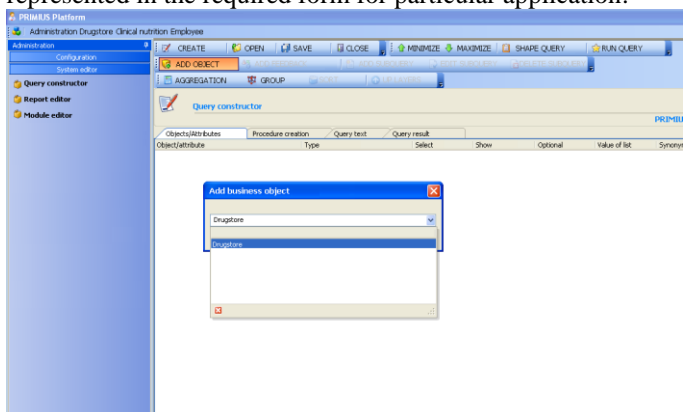 represented in the required form for particular application.
PRIMIUS Platform
Administration Drugstore Clinical nutrition Employee
Administration
CREATE OPEN SAVE CLOSE MINIMIZE MAXIMIZE SHAPE QUERY RUN QUERY
Configuration
System editor
ADD OBJECT
Query constructor
AGGREGATION GROUP
Report editor
Query constructor
Module editor
PRIMIU
Objects/Attributes Procedure creation Query text Query result
Object/attribute Type Select Show Optional Value of list Synony
Add business object
Drugstore
Drugstore